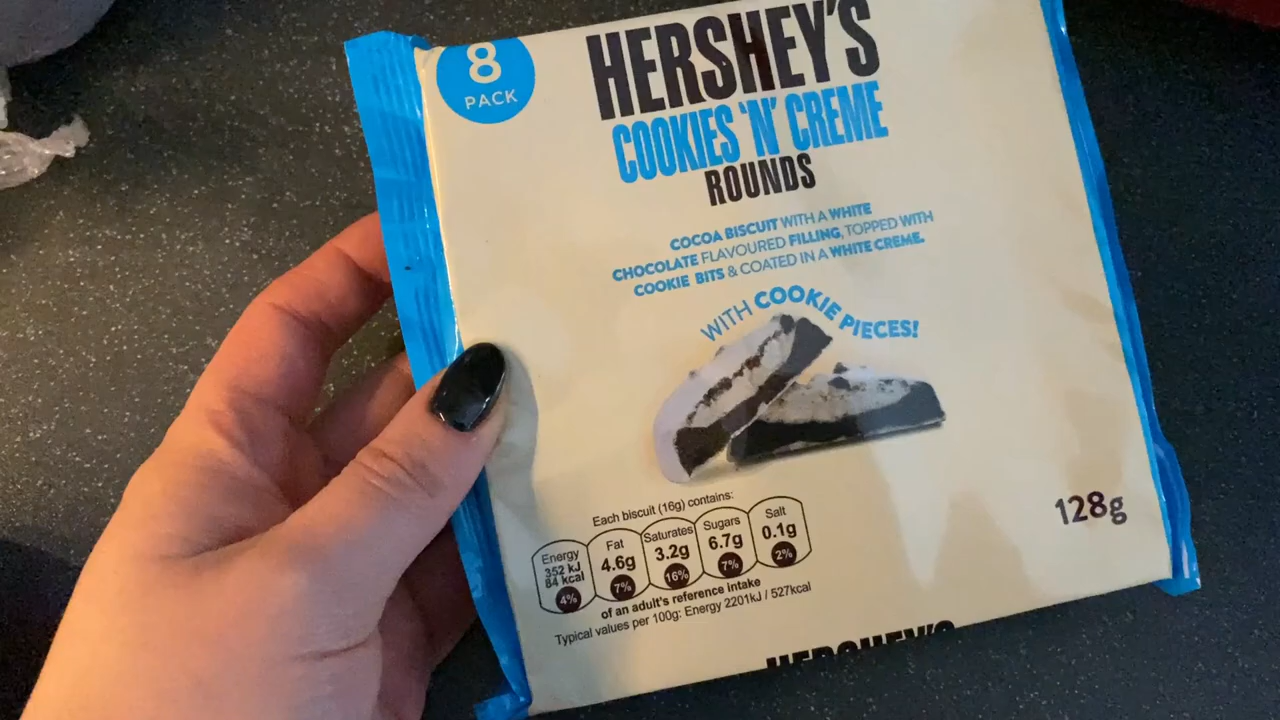 8
PACK
HERSHEY'S
COOKIES 'N' CREME
ROUNDS
COCOA BISCUIT WITH A WHITE
CHOCOLATE FLAVOURED FILLING, TOPPED WITH
COOKIE BITS & COATED IN A WHITE CREME.
WITH COOKIE PIECES!
128g
Each biscuit (16g) contains:
Energy Fat Saturates Sugars Salt
352 kJ 4.6g 3.2g 6.7g 0.1g
84 kcal
4% 7% 16% 7% 2%
of an adult's reference intake
Typical values per 100g: Energy 2201kJ / 527kcal
HERSHEY'S